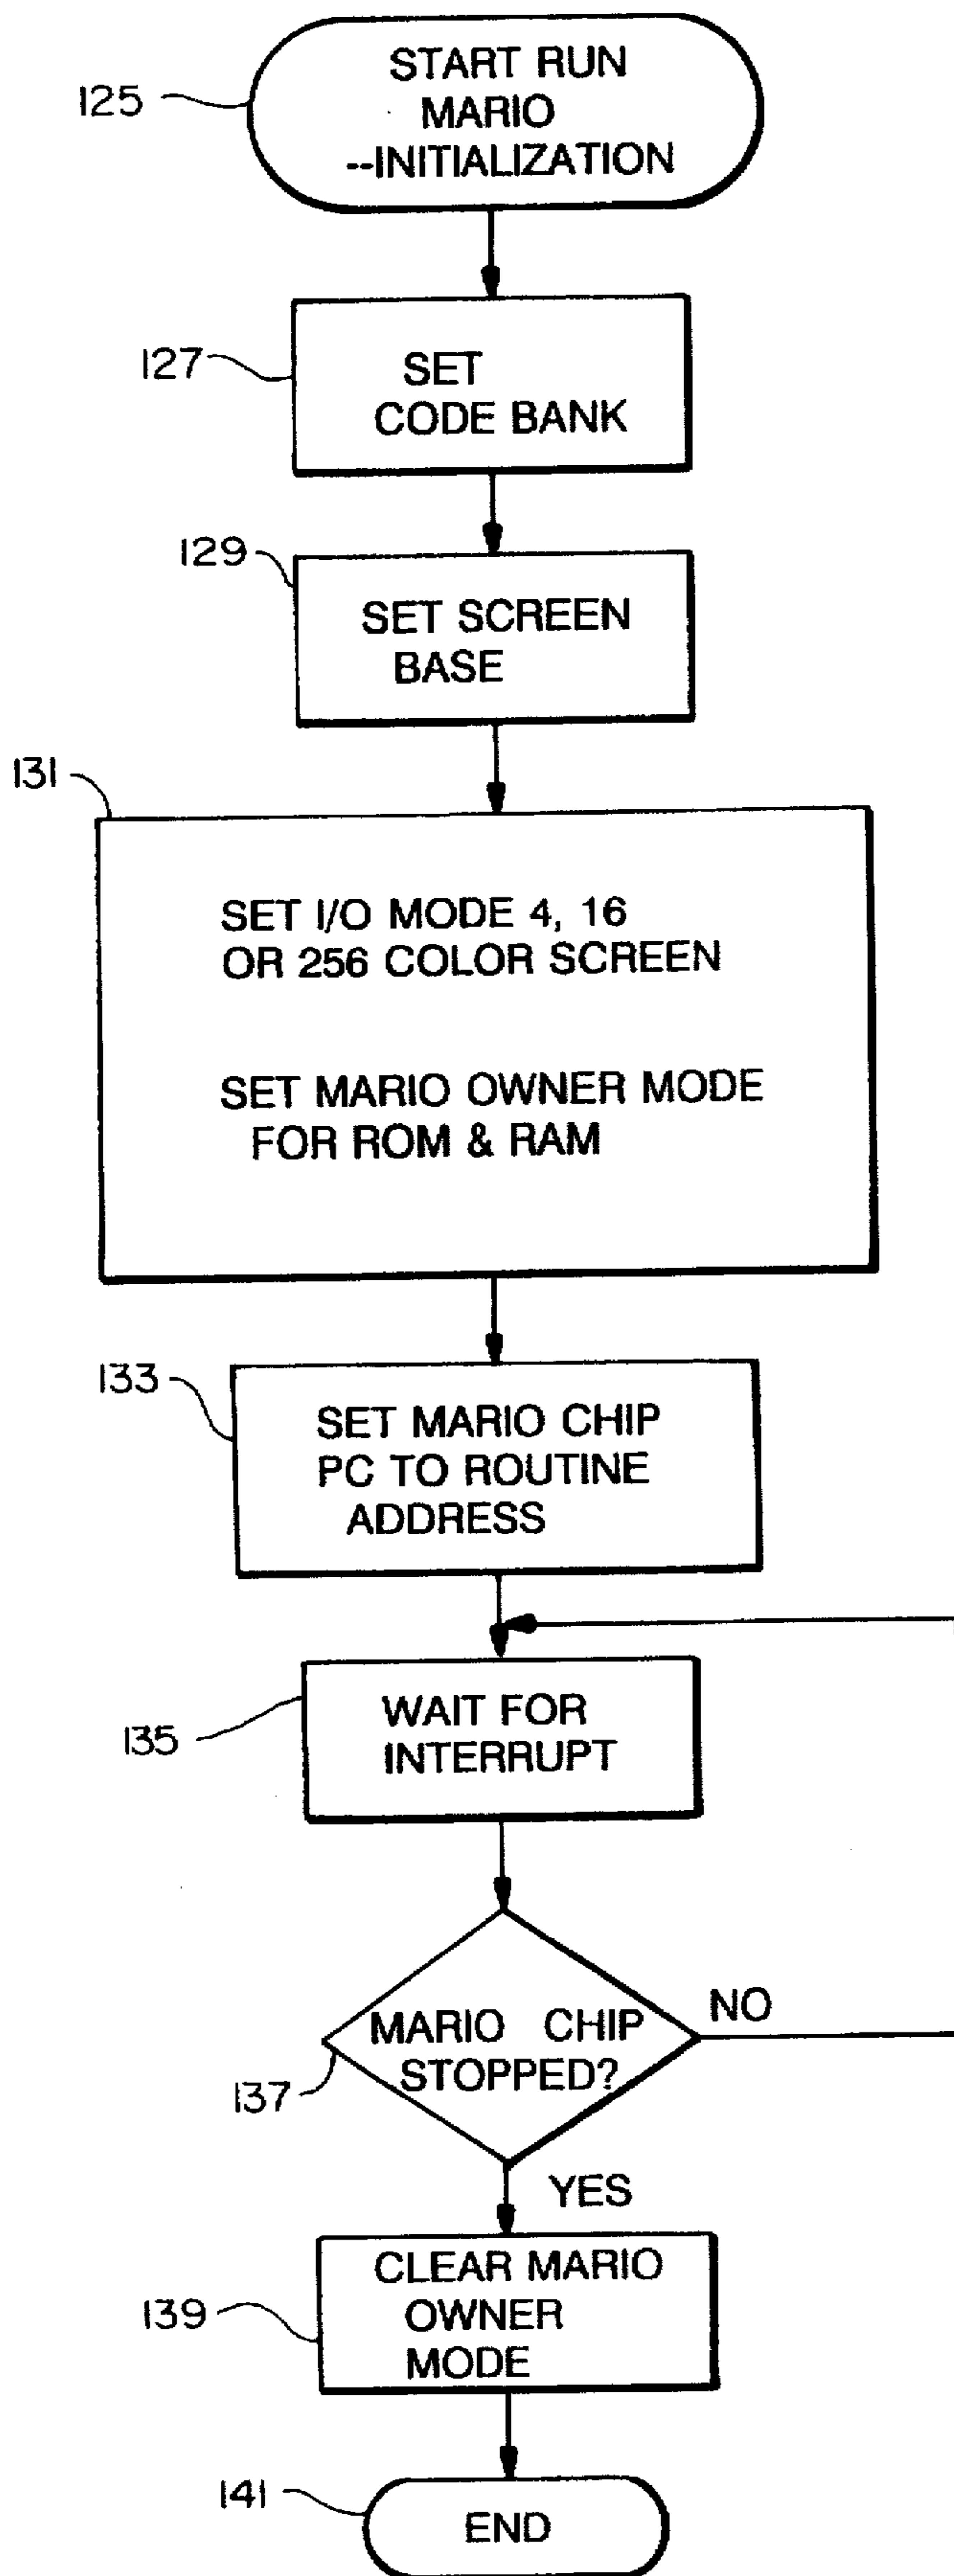 125
START RUN
MARIO
--INITIALIZATION
127
SET
CODE BANK
129
SET SCREEN
BASE
131
SET I/O MODE 4, 16
OR 256 COLOR SCREEN
SET MARIO OWNER MODE
FOR ROM & RAM
133
SET MARIO CHIP
PC TO ROUTINE
ADDRESS
135
WAIT FOR
INTERRUPT
137
MARIO CHIP
STOPPED?
NO
YES
139
CLEAR MARIO
OWNER
MODE
141
END